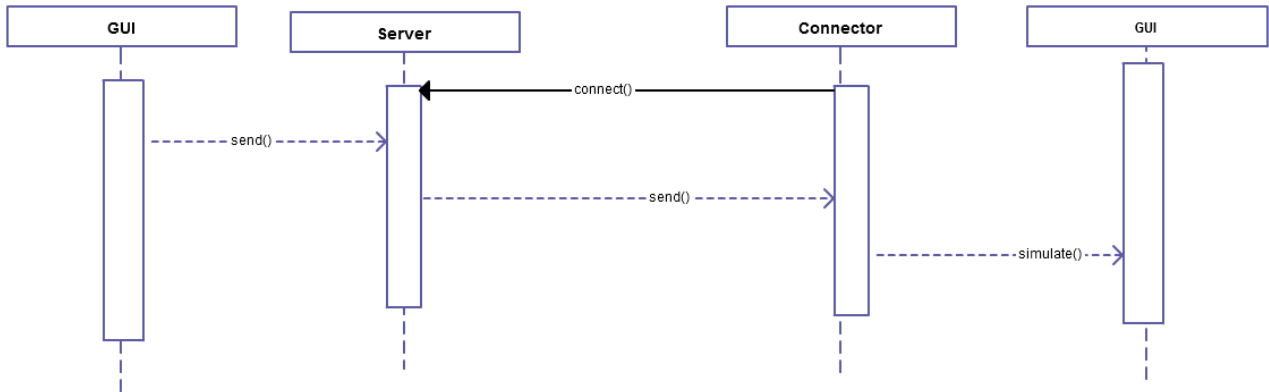 GUI
Server
Connector
GUI
connect()
send()
send()
simulate()